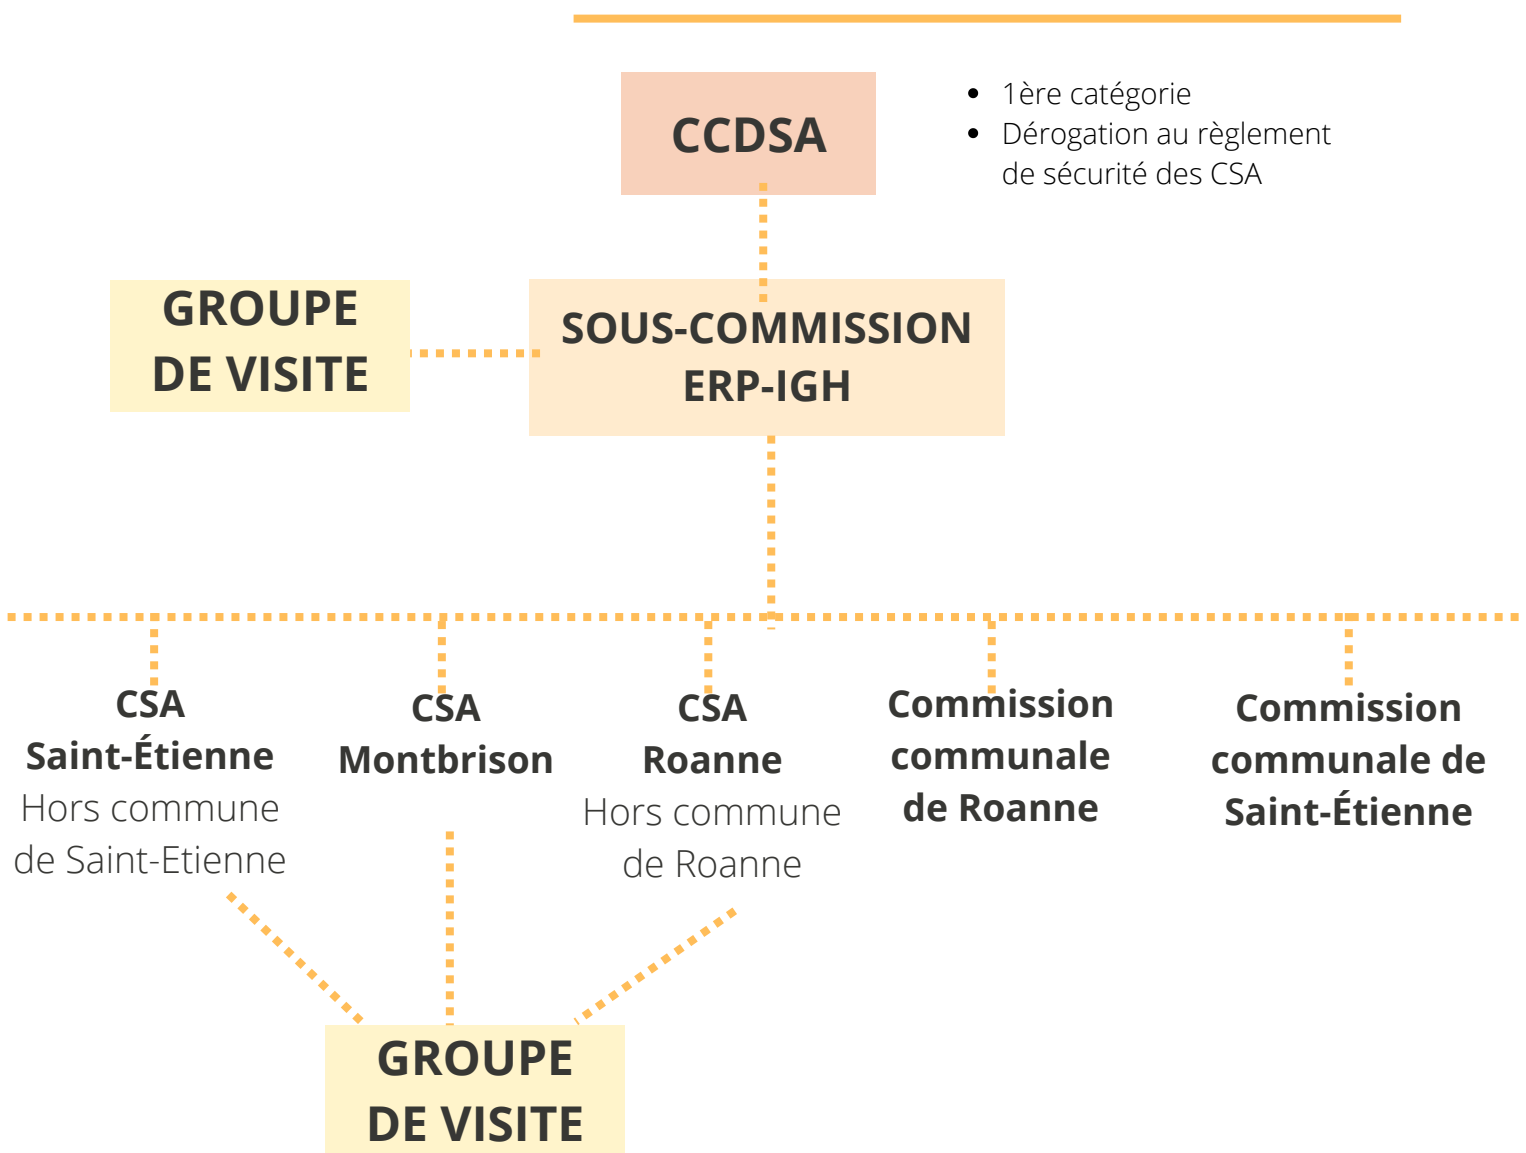 CCDSA
• 1ère catégorie
• Dérogation au règlement
de sécurité des CSA
GROUPE
DE VISITE
SOUS-COMMISSION
ERP-IGH
CSA
Saint-Étienne
Hors commune
de Saint-Etienne
CSA
Montbrison
CSA
Roanne
Hors commune
de Roanne
Commission
communale
de Roanne
Commission
communale de
Saint-Étienne
GROUPE
DE VISITE